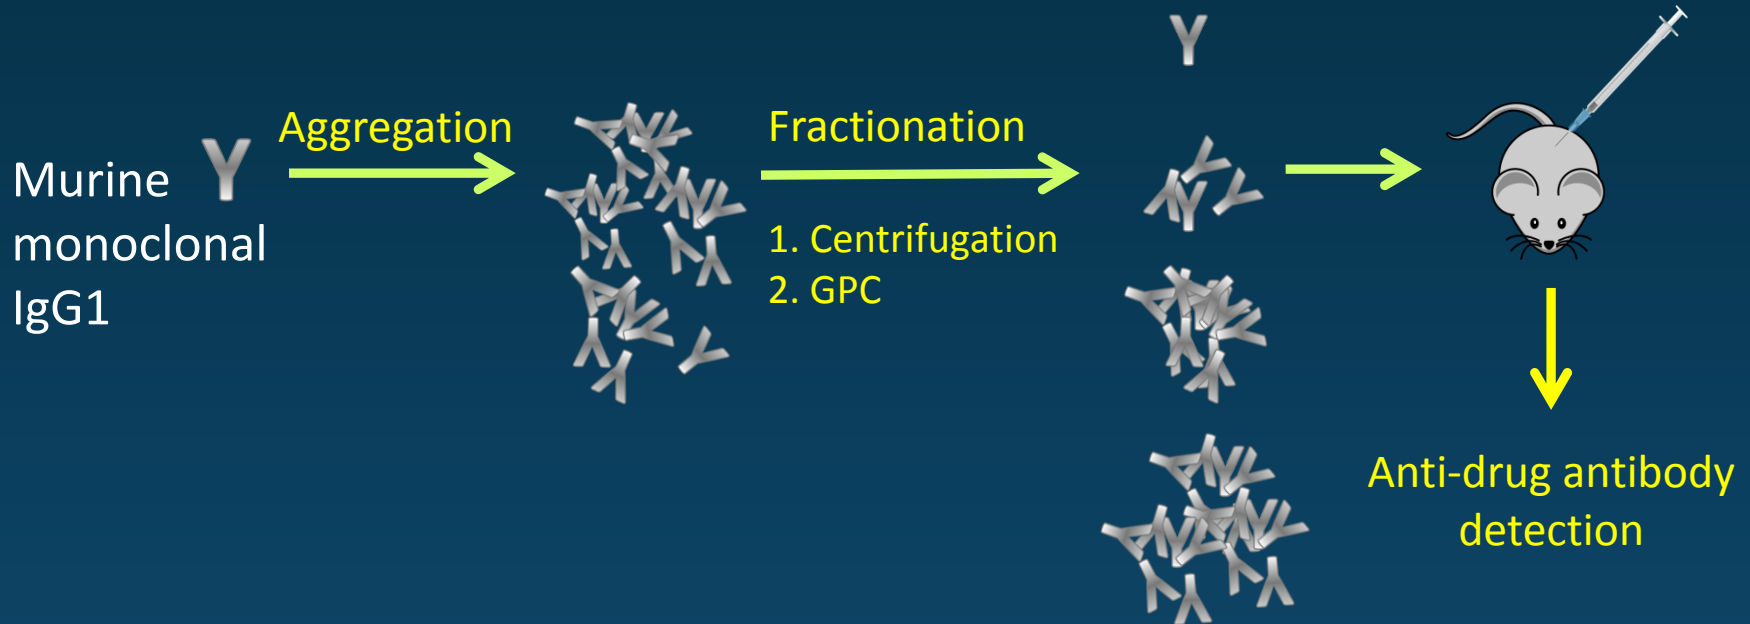 Murine
monoclonal
IgG1
Aggregation
Fractionation
1. Centrifugation
2. GPC
Anti-drug antibody
detection